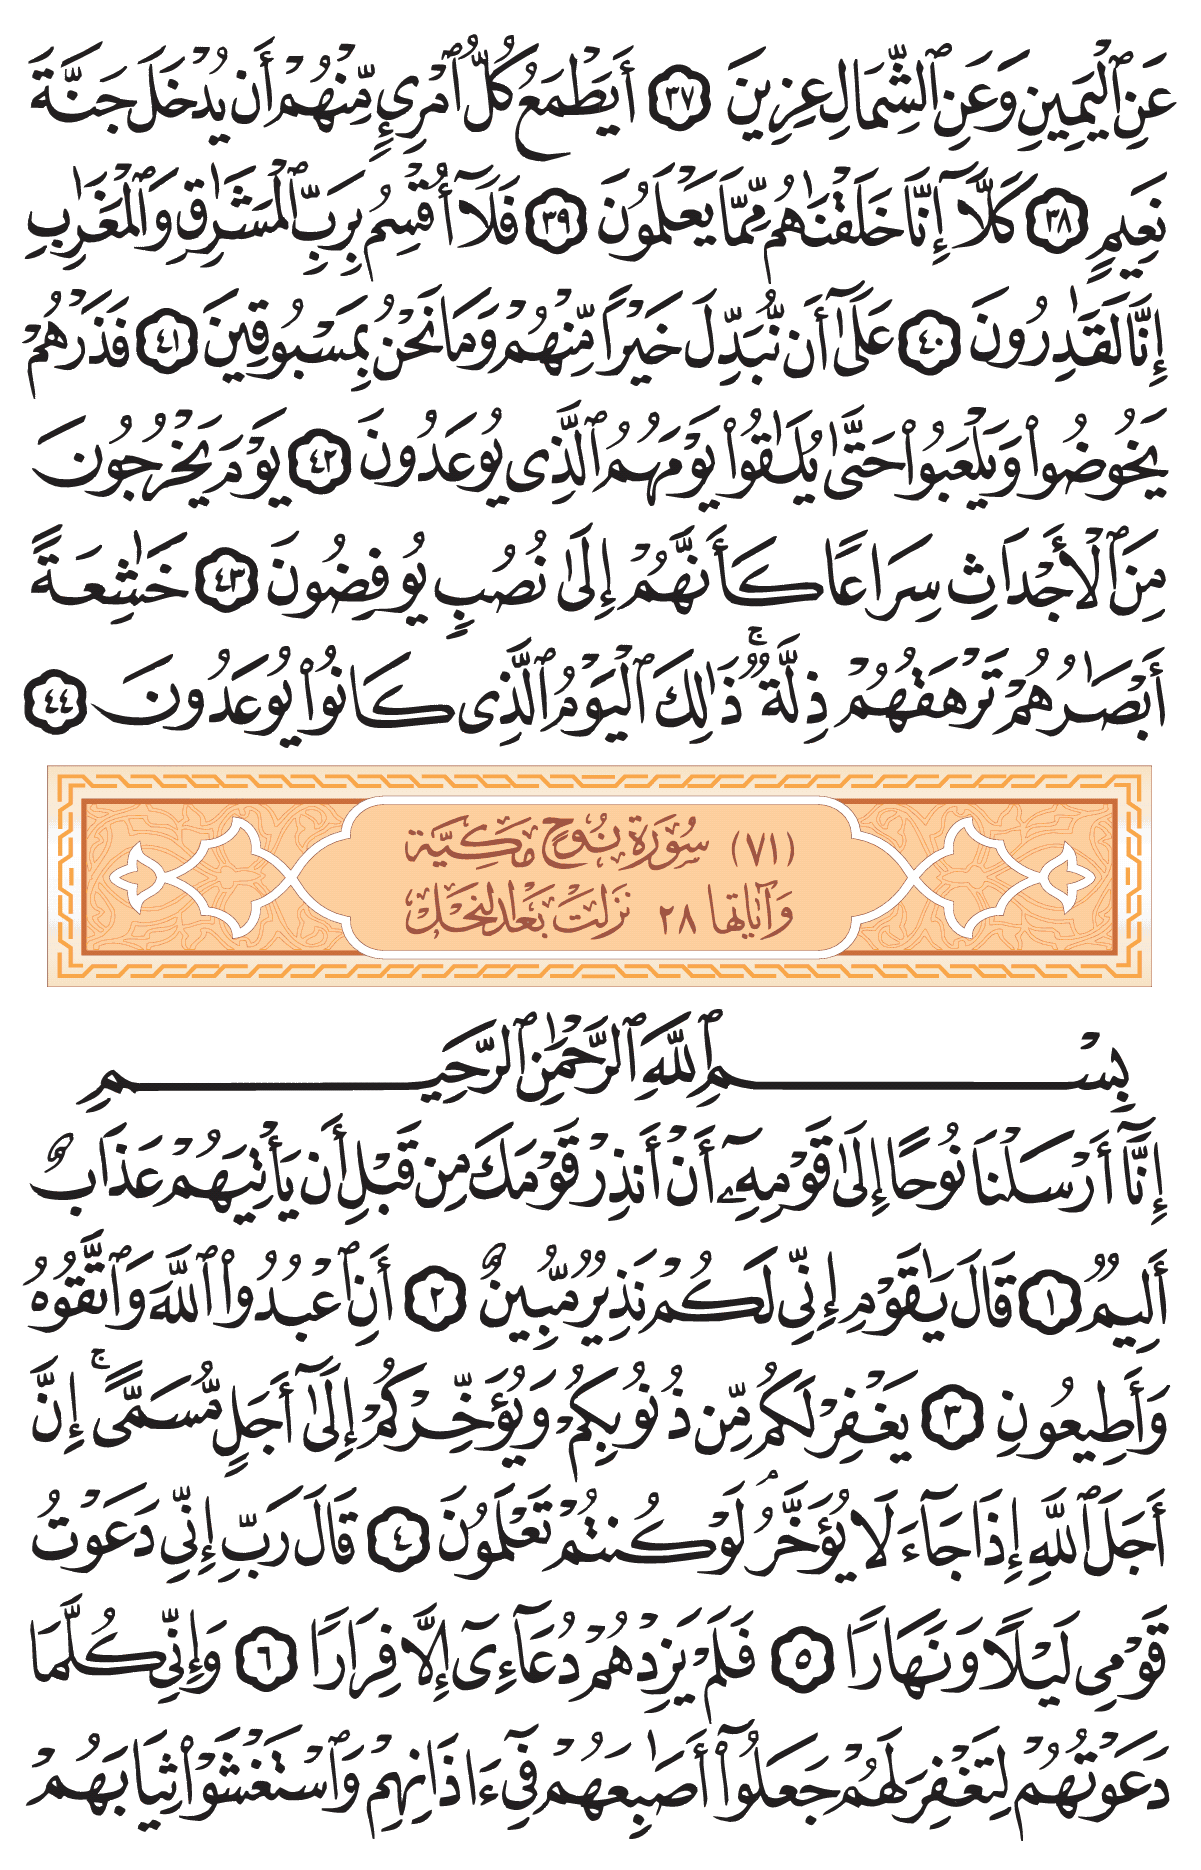 عَنِ ٱلْيَمِينِ وَعَنِ ٱلشِّمَالِ عِزِينَ ٣٧ أَيَطْمَعُ كُلُّ ٱمْرِيٕٖ مِّنْهُمْ أَن يُدْخَلَ جَنَّةَ
نَعِيمٖ ٣٨ كَلَّآ إِنَّا خَلَقْنَٰهُم مِّمَّا يَعْلَمُونَ ٣٩ فَلَآ أُقْسِمُ بِرَبِّ ٱلْمَشَٰرِقِ وَٱلْمَغَٰرِبِ
إِنَّا لَقَٰدِرُونَ ٤٠ عَلَىٰٓ أَن نُّبَدِّلَ خَيْرٗا مِّنْهُمْ وَمَا نَحْنُ بِمَسْبُوقِينَ ٤١ فَذَرْهُمْ
يَخُوضُوا۟ وَيَلْعَبُوا۟ حَتَّىٰ يُلَٰقُوا۟ يَوْمَهُمُ ٱلَّذِى يُوعَدُونَ ٤٢ يَوْمَ يَخْرُجُونَ
مِنَ ٱلْأَجْدَاثِ سِرَاعٗا كَأَنَّهُمْ إِلَىٰ نُصُبٖ يُوفِضُونَ ٤٣ خَٰشِعَةً
أَبْصَٰرُهُمْ تَرْهَقُهُمْ ذِلَّةٞۚ ذَٰلِكَ ٱلْيَوْمُ ٱلَّذِى كَانُوا۟ يُوعَدُونَ ٤٤
(٧١) سُورَة نُوحٍ مَكيَّة
وَآياتها ٢٨ نزلت بَعْد النحْل
بِسْمِ ٱللَّهِ ٱلرَّحْمَٰنِ ٱلرَّحِيمِ
إِنَّآ أَرْسَلْنَا نُوحًا إِلَىٰ قَوْمِهِۦٓ أَنْ أَنذِرْ قَوْمَكَ مِن قَبْلِ أَن يَأْتِيَهُمْ عَذَابٌ
أَلِيمٞ ١ قَالَ يَٰقَوْمِ إِنِّى لَكُمْ نَذِيرٞ مُّبِينٌ ٢ أَنِ ٱعْبُدُوا۟ ٱللَّهَ وَٱتَّقُوهُ
وَأَطِيعُونِ ٣ يَغْفِرْ لَكُم مِّن ذُنُوبِكُمْ وَيُؤَخِّرْكُمْ إِلَىٰٓ أَجَلٖ مُّسَمًّىۚ إِنَّ
أَجَلَ ٱللَّهِ إِذَا جَآءَ لَا يُؤَخَّرُۘ لَوْ كُنتُمْ تَعْلَمُونَ ٤ قَالَ رَبِّ إِنِّى دَعَوْتُ
قَوْمِى لَيْلٗا وَنَهَارٗا ٥ فَلَمْ يَزِدْهُمْ دُعَآءِىٓ إِلَّا فِرَارٗا ٦ وَإِنِّى كُلَّمَا
دَعَوْتُهُمْ لِتَغْفِرَ لَهُمْ جَعَلُوٓا۟ أَصَٰبِعَهُمْ فِىٓ ءَاذَانِهِمْ وَٱسْتَغْشَوْا۟ ثِيَابَهُمْ